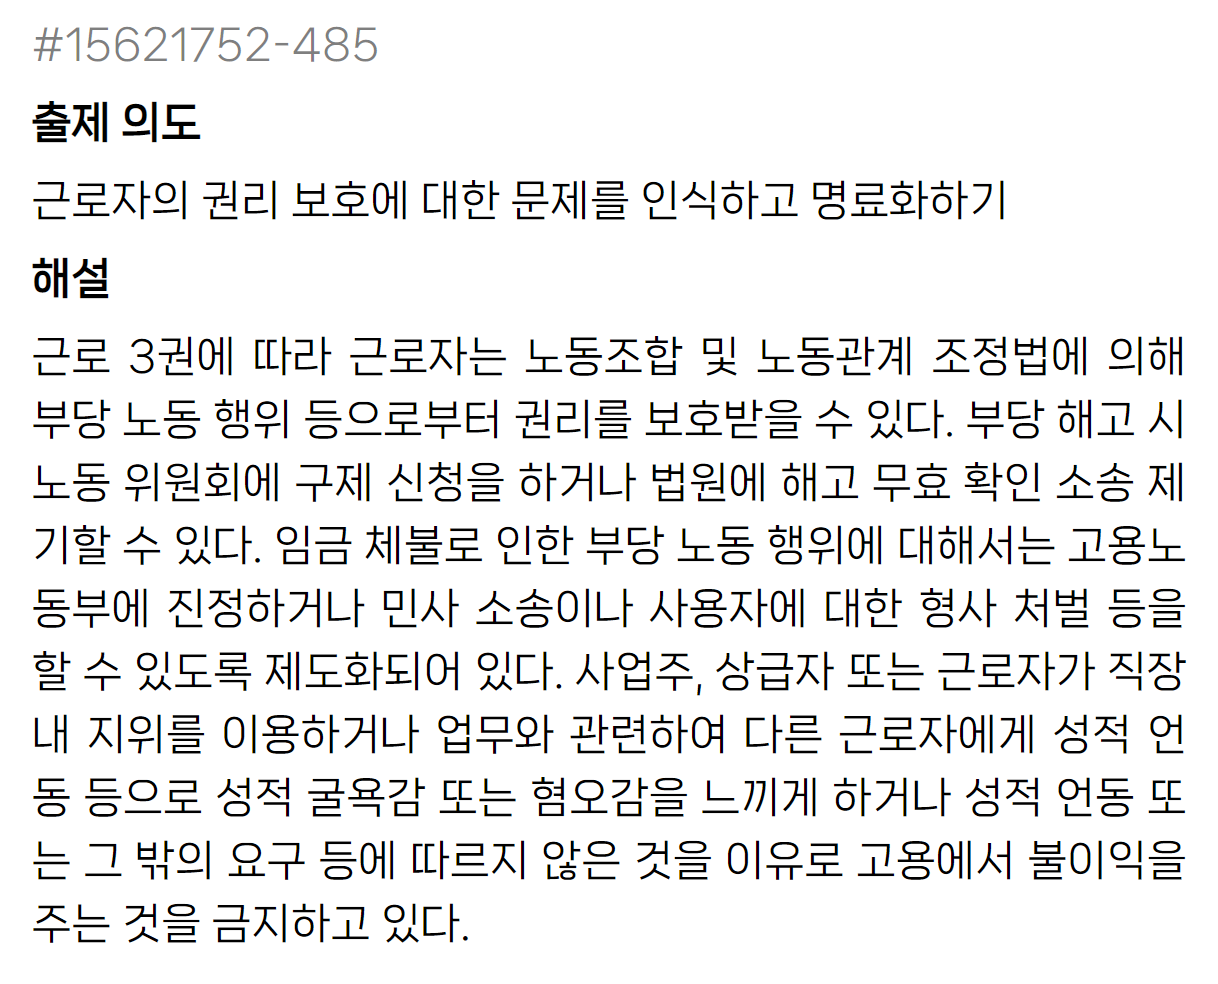 #15621752-485
출제 의도
근로자의 권리 보호에 대한 문제를 인식하고 명료화하기
해설
근로 3권에 따라 근로자는 노동조합 및 노동관계 조정법에 의해
부당 노동 행위 등으로부터 권리를 보호받을 수 있다. 부당 해고 시
노동 위원회에 구제 신청을 하거나 법원에 해고 무효 확인 소송 제
기할 수 있다. 임금 체불로 인한 부당 노동 행위에 대해서는 고용노
동부에 진정하거나 민사 소송이나 사용자에 대한 형사 처벌 등을
할 수 있도록 제도화되어 있다. 사업주, 상급자 또는 근로자가 직장
내 지위를 이용하거나 업무와 관련하여 다른 근로자에게 성적 언
동 등으로 성적 굴욕감 또는 혐오감을 느끼게 하거나 성적 언동 또
는 그 밖의 요구 등에 따르지 않은 것을 이유로 고용에서 불이익을
주는 것을 금지하고 있다.